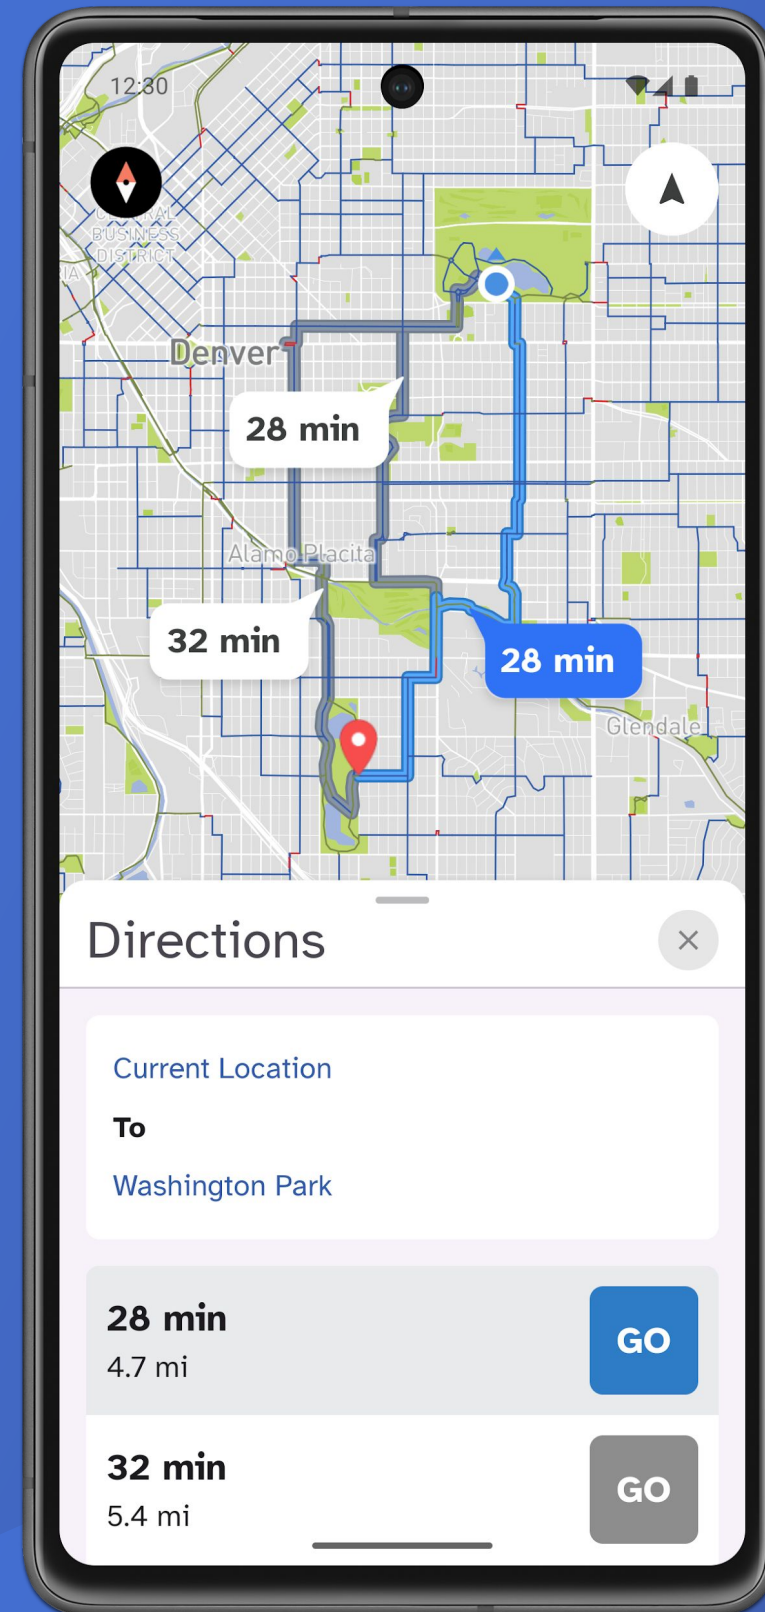 12:30
CENTRAL
BUSINESS
DISTRICT
IA
Denver
28 min
Alamo Placita
32 min
28 min
Glendale
Directions
Current Location
To
Washington Park
28 min
4.7 mi
GO
32 min
5.4 mi
GO